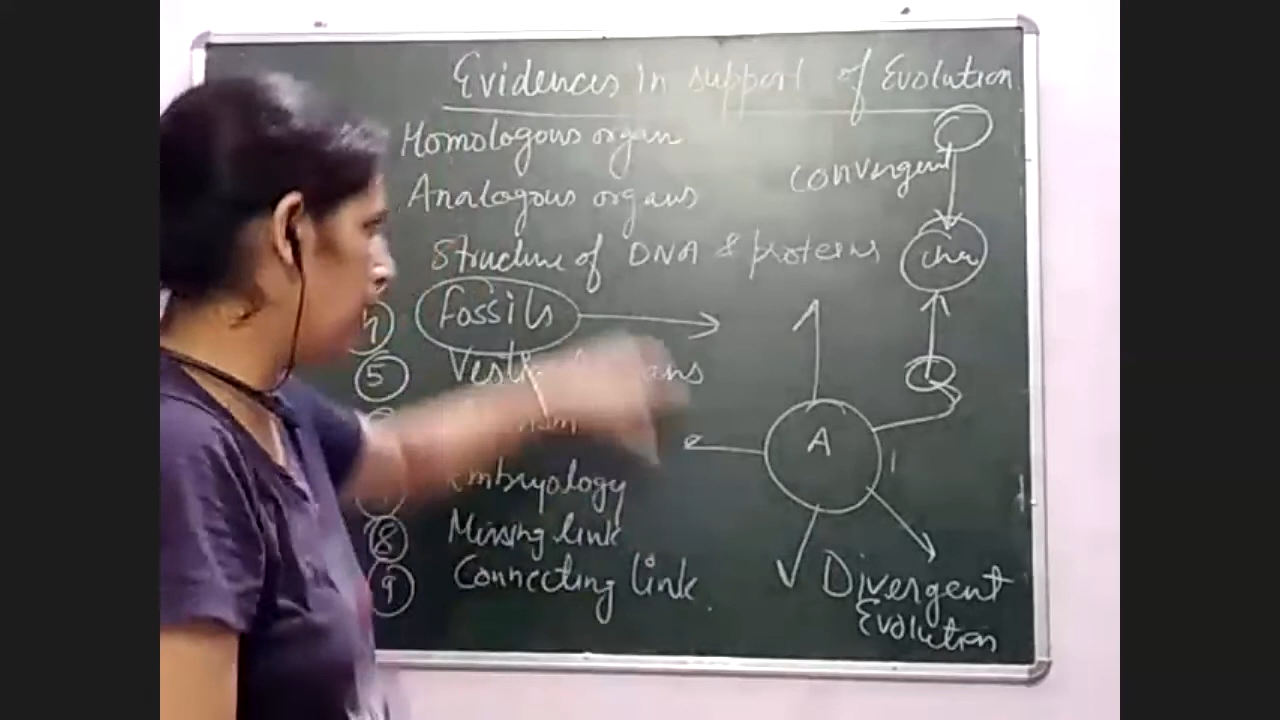 Evidences in support of Evolution
Homologous organ
Convergent
Analogous organs
Structure of DNA & proteins
Fossils
5
A
Embryology
8 Missing link
9 Connecting link.
Divergent
Evolution